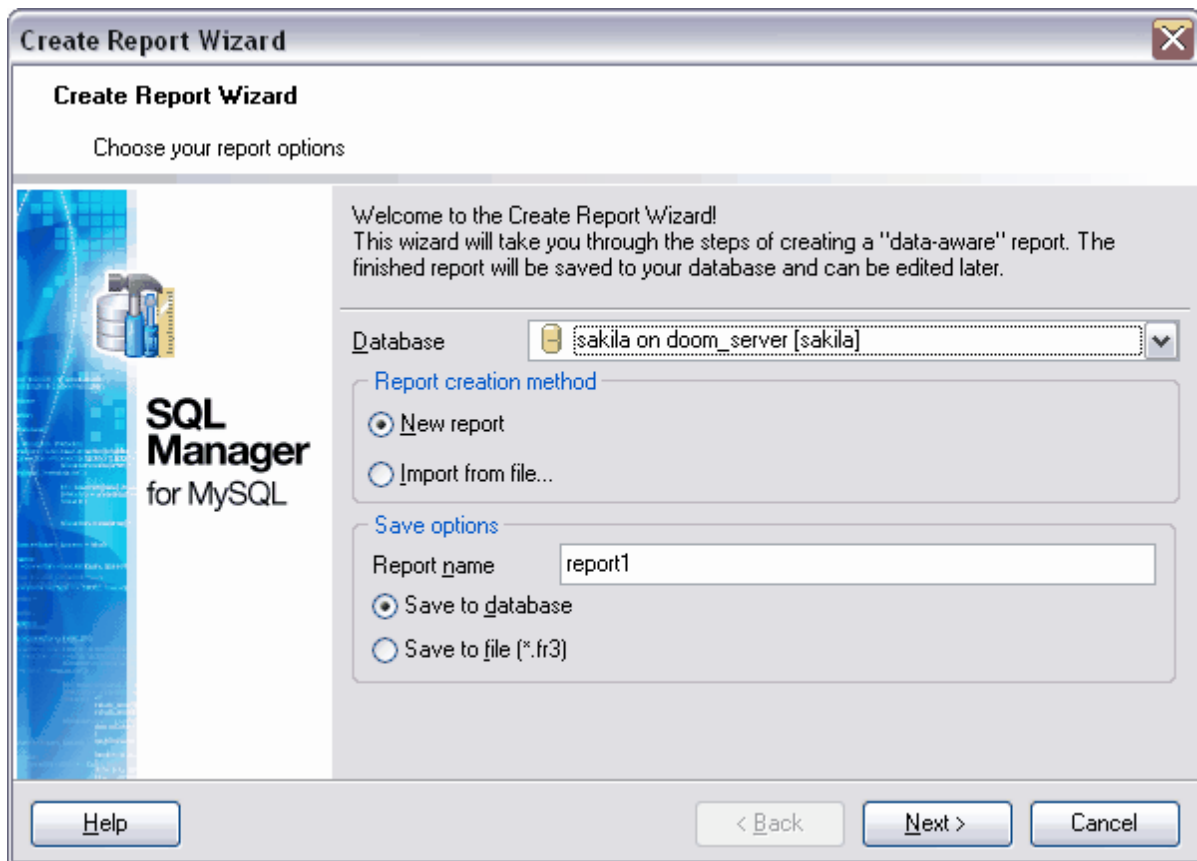 Create Report Wizard
Create Report Wizard
Choose your report options
Welcome to the Create Report Wizard!
This wizard will take you through the steps of creating a "data-aware" report. The
finished report will be saved to your database and can be edited later.
Database sakila on doom_server [sakila]
Report creation method
New report
Import from file...
SQL
Manager
for MySQL
Save options
Report name report1
Save to database
Save to file (*.fr3)
Help < Back Next > Cancel